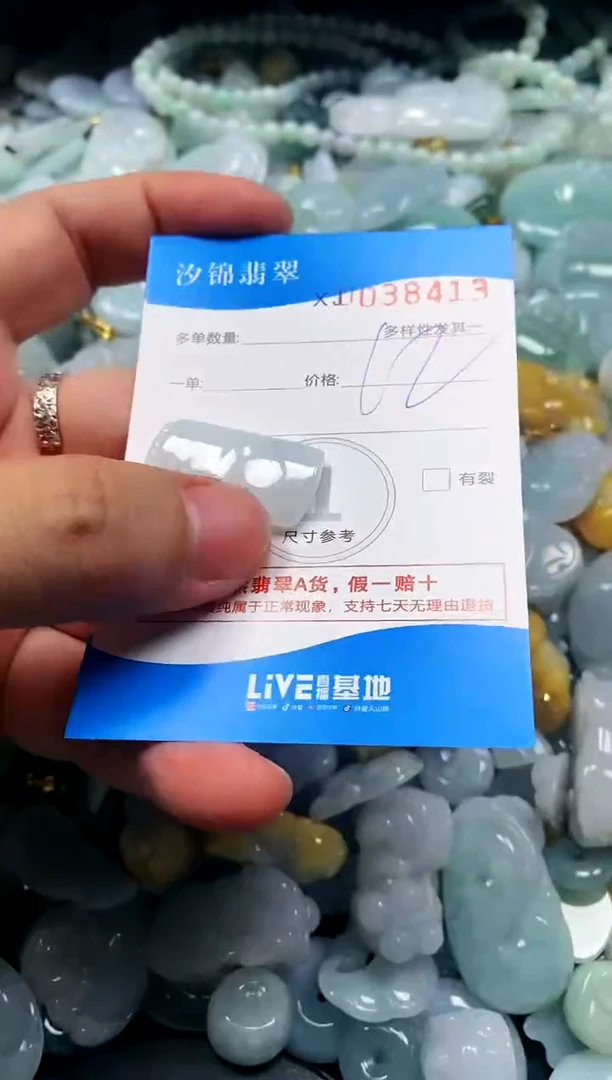 汐锦翡翠
XJJ038413
多单数量:
多样性发其一
一单:
价格:
有裂
尺寸参考
翡翠A货，假一赔十
纯属于正常现象，支持七天无理由退货
LiVE直播基地